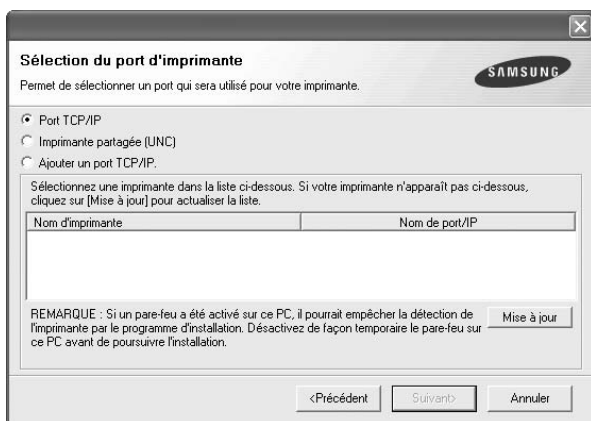 Sélection du port d'imprimante
Permet de sélectionner un port qui sera utilisé pour votre imprimante.
SAMSUNG
Port TCP/IP
Imprimante partagée (UNC)
Ajouter un port TCP/IP.
Sélectionnez une imprimante dans la liste ci-dessous. Si votre imprimante n'apparaît pas ci-dessous,
cliquez sur [Mise à jour] pour actualiser la liste.
Nom d'imprimante Nom de port/IP
REMARQUE : Si un pare-feu a été activé sur ce PC, il pourrait empêcher la détection de
l'imprimante par le programme d'installation. Désactivez de façon temporaire le pare-feu sur
ce PC avant de poursuivre l'installation.
Mise à jour
<Précédent Suivant> Annuler